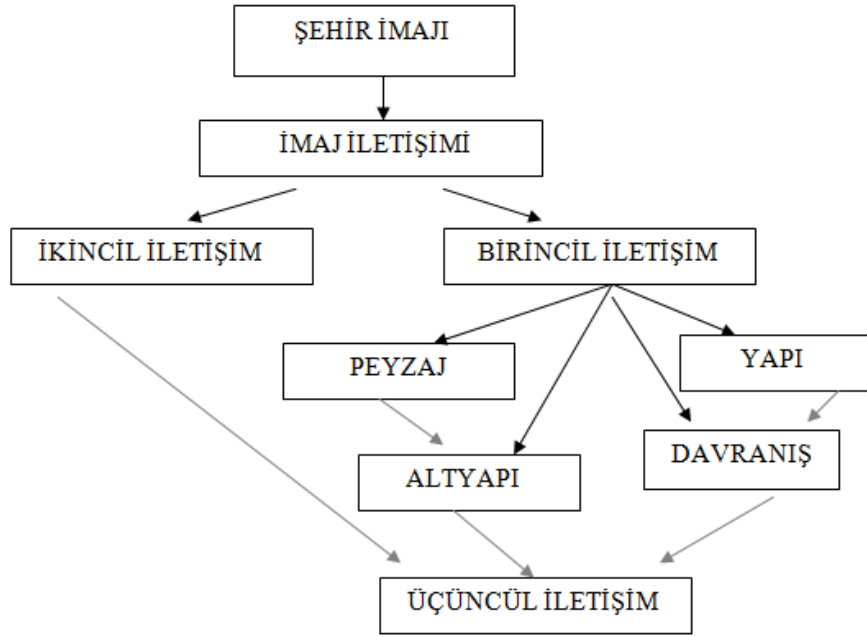 ŞEHİR İMAJI
İMAJ İLETİŞİMİ
İKİNCİL İLETİŞİM
BİRİNCİL İLETİŞİM
PEYZAJ
YAPI
ALTYAPI
DAVRANIŞ
ÜÇÜNCÜL İLETİŞİM